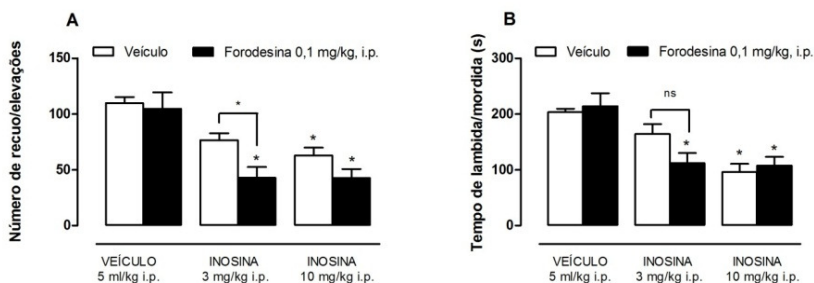 A
Veículo
Forodesina 0,1 mg/kg, i.p.
Número de recuo/elevações
150
100
50
0
*
*
*
*
VEÍCULO
5 ml/kg i.p.
INOSINA
3 mg/kg i.p.
INOSINA
10 mg/kg i.p.
B
Veículo
Forodesina 0,1 mg/kg, i.p.
Tempo de lambida/mordida (s)
300
200
100
0
ns
*
*
*
VEÍCULO
5 ml/kg i.p.
INOSINA
3 mg/kg i.p.
INOSINA
10 mg/kg i.p.